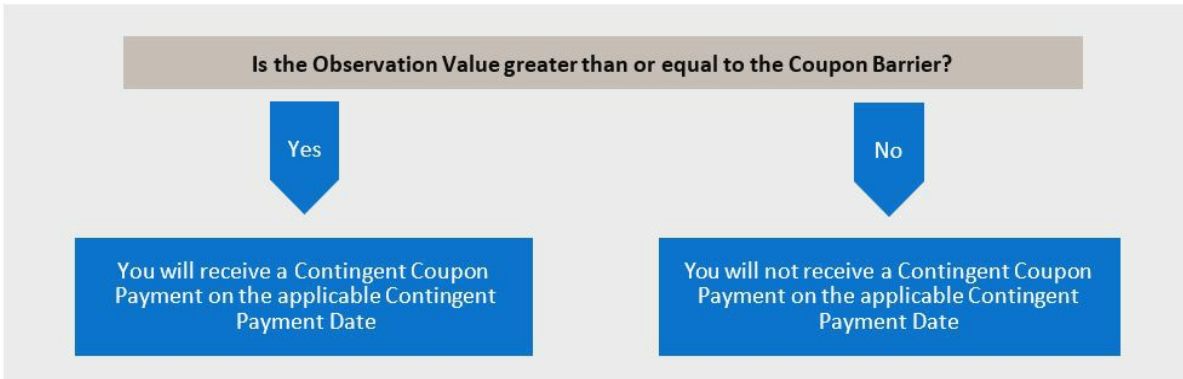 Is the Observation Value greater than or equal to the Coupon Barrier?
Yes
No
You will receive a Contingent Coupon
Payment on the applicable Contingent
Payment Date
You will not receive a Contingent Coupon
Payment on the applicable Contingent
Payment Date